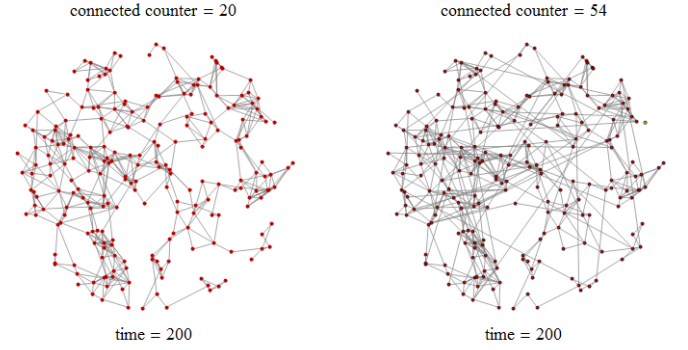 connected counter = 20
connected counter = 54
time = 200
time = 200